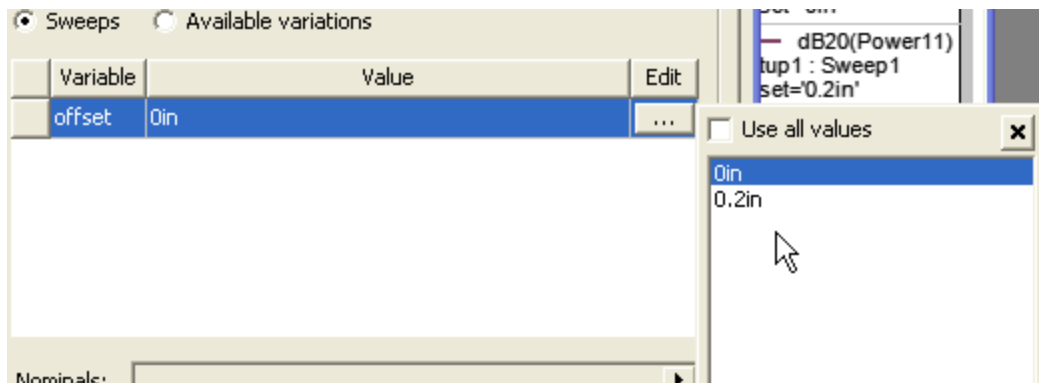 Sweeps
Available variations
dB20(Power11)
tup1 : Sweep1
set='0.2in'
Variable
Value
Edit
offset
0in
...
Use all values
0in
0.2in
Nominals: